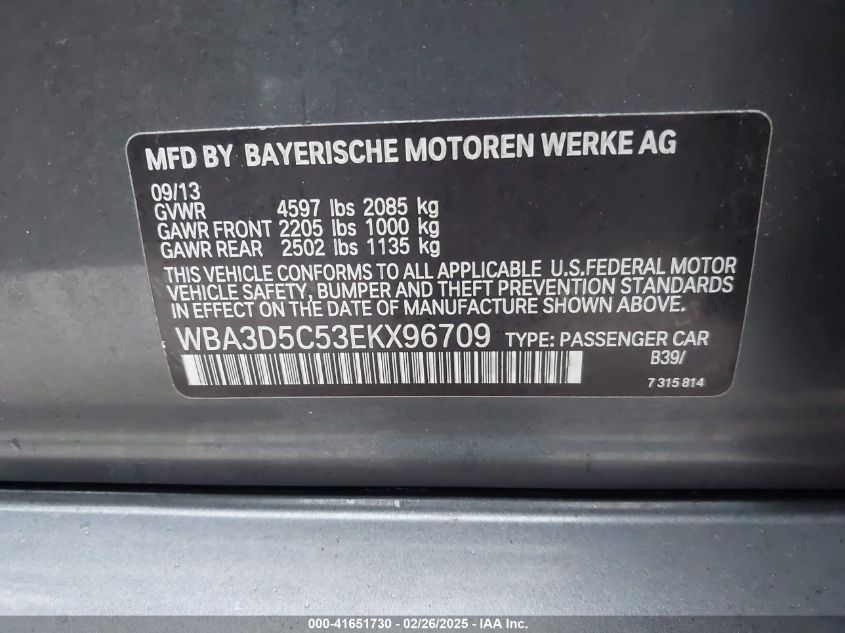 MFD BY BAYERISCHE MOTOREN WERKE AG
09/13
GVWR 4597 lbs 2085 kg
GAWR FRONT 2205 lbs 1000 kg
GAWR REAR 2502 lbs 1135 kg
THIS VEHICLE CONFORMS TO ALL APPLICABLE U.S.FEDERAL MOTOR
VEHICLE SAFETY, BUMPER AND THEFT PREVENTION STANDARDS
IN EFFECT ON THE DATE OF MANUFACTURE SHOWN ABOVE.
WBA3D5C53EKX96709 TYPE: PASSENGER CAR
B39/
7 315 814
000-41651730 - 02/26/2025 - IAA Inc.